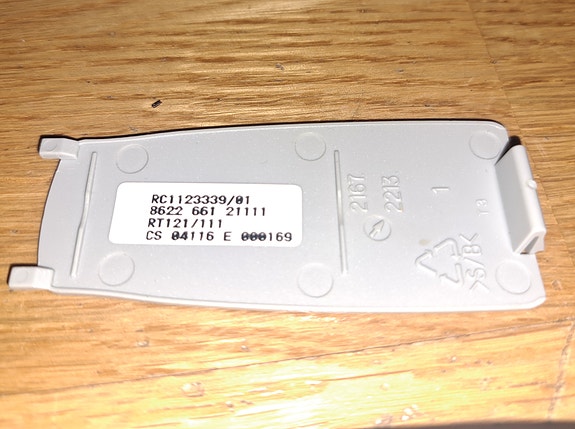 RC1123339/01
8622 661 21111
RT121/111
CS 04116 E 000169
2167
2213
1
>S/B<